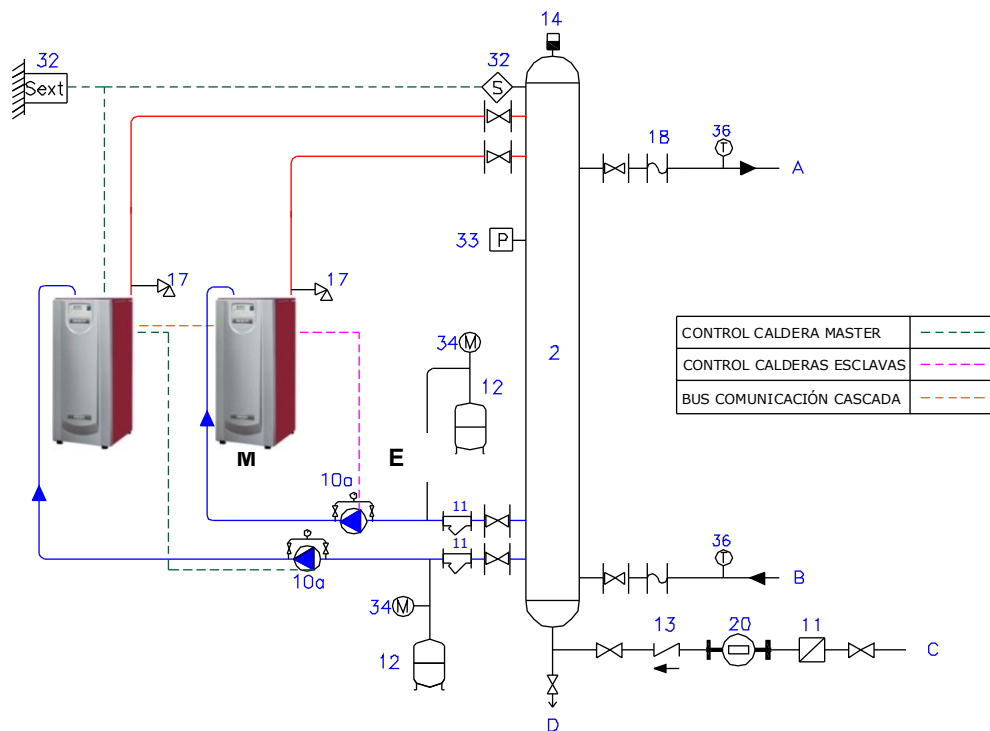 14
32
Sext
32
S
18
36
T
A
33
P
17
17
34
M
12
2
CONTROL CALDERA MASTER
CONTROL CALDERAS ESCLAVAS
BUS COMUNICACIÓN CASCADA
M
E
10a
11
11
10a
36
T
B
34
M
12
13
20
11
C
D